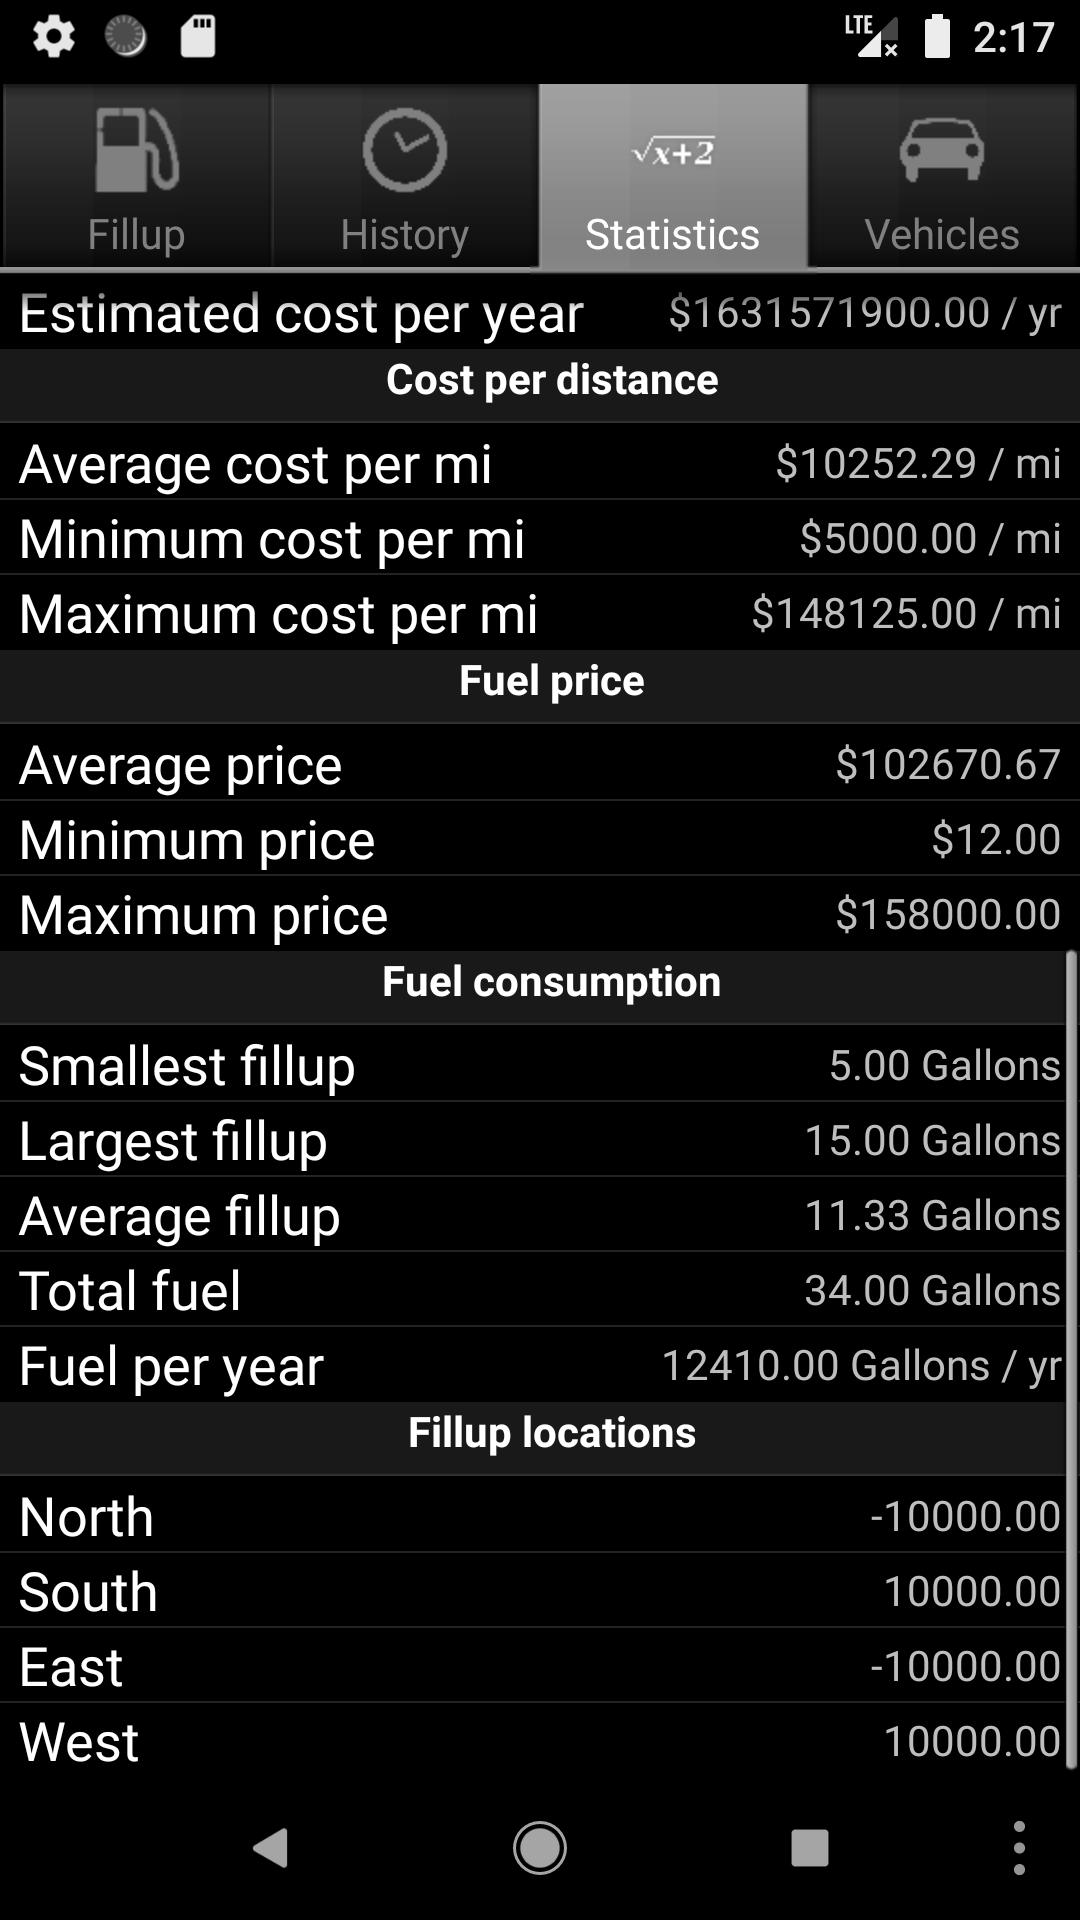 LTE 2:17
√x+2
Fillup History Statistics Vehicles
Estimated cost per year $1631571900.00 / yr
Cost per distance
Average cost per mi $10252.29 / mi
Minimum cost per mi $5000.00 / mi
Maximum cost per mi $148125.00 / mi
Fuel price
Average price $102670.67
Minimum price $12.00
Maximum price $158000.00
Fuel consumption
Smallest fillup 5.00 Gallons
Largest fillup 15.00 Gallons
Average fillup 11.33 Gallons
Total fuel 34.00 Gallons
Fuel per year 12410.00 Gallons / yr
Fillup locations
North -10000.00
South 10000.00
East -10000.00
West 10000.00